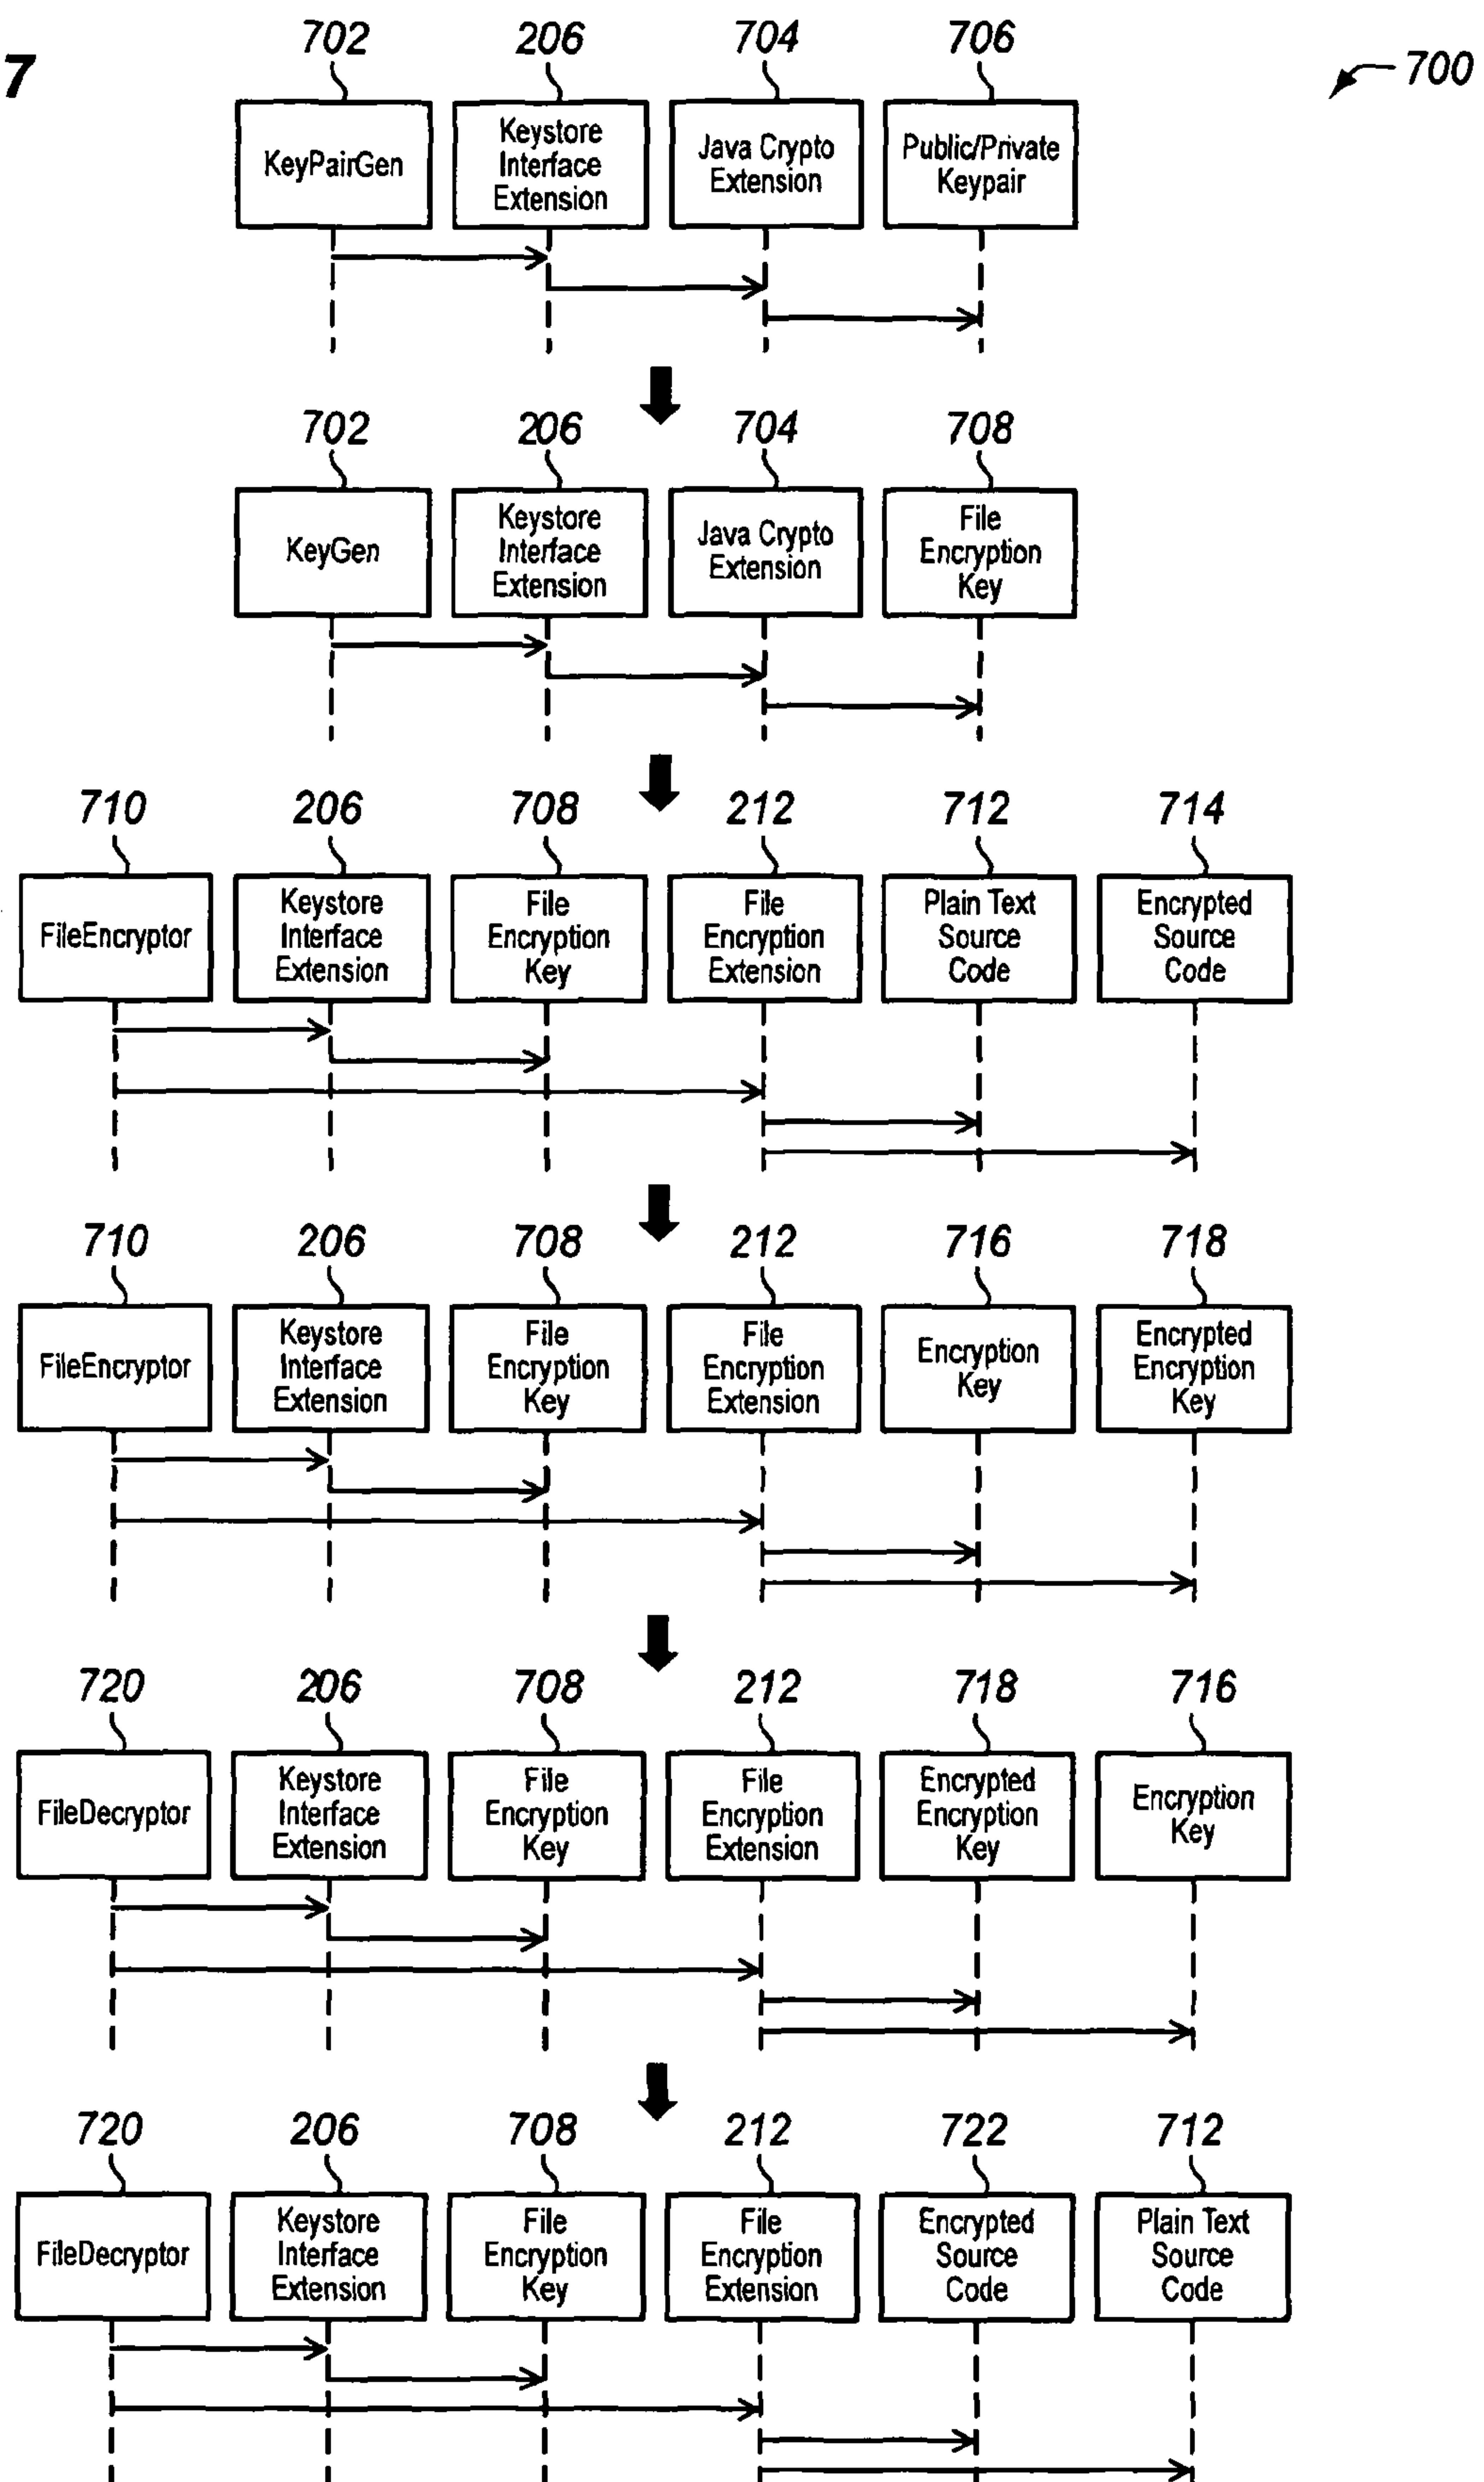 7
700
702 206 704 706
KeyPairGen
Keystore
Interface
Extension
Java Crypto
Extension
Public/Private
Keypair
702 206 704 708
KeyGen
Keystore
Interface
Extension
Java Crypto
Extension
File
Encryption
Key
710 206 708 212 712 714
FileEncryptor
Keystore
Interface
Extension
File
Encryption
Key
File
Encryption
Extension
Plain Text
Source
Code
Encrypted
Source
Code
710 206 708 212 716 718
FileEncryptor
Keystore
Interface
Extension
File
Encryption
Key
File
Encryption
Extension
Encryption
Key
Encrypted
Encryption
Key
720 206 708 212 718 716
FileDecryptor
Keystore
Interface
Extension
File
Encryption
Key
File
Encryption
Extension
Encrypted
Encryption
Key
Encryption
Key
720 206 708 212 722 712
FileDecryptor
Keystore
Interface
Extension
File
Encryption
Key
File
Encryption
Extension
Encrypted
Source
Code
Plain Text
Source
Code